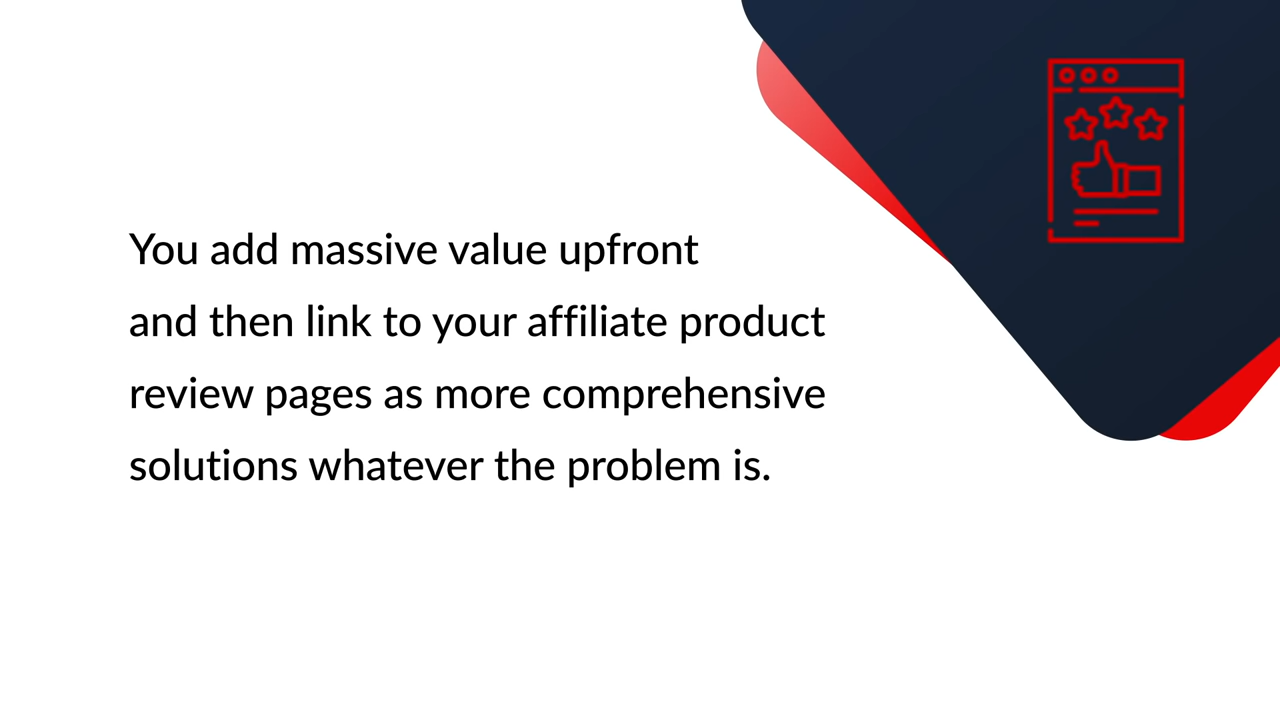 You add massive value upfront
and then link to your affiliate product
review pages as more comprehensive
solutions whatever the problem is.